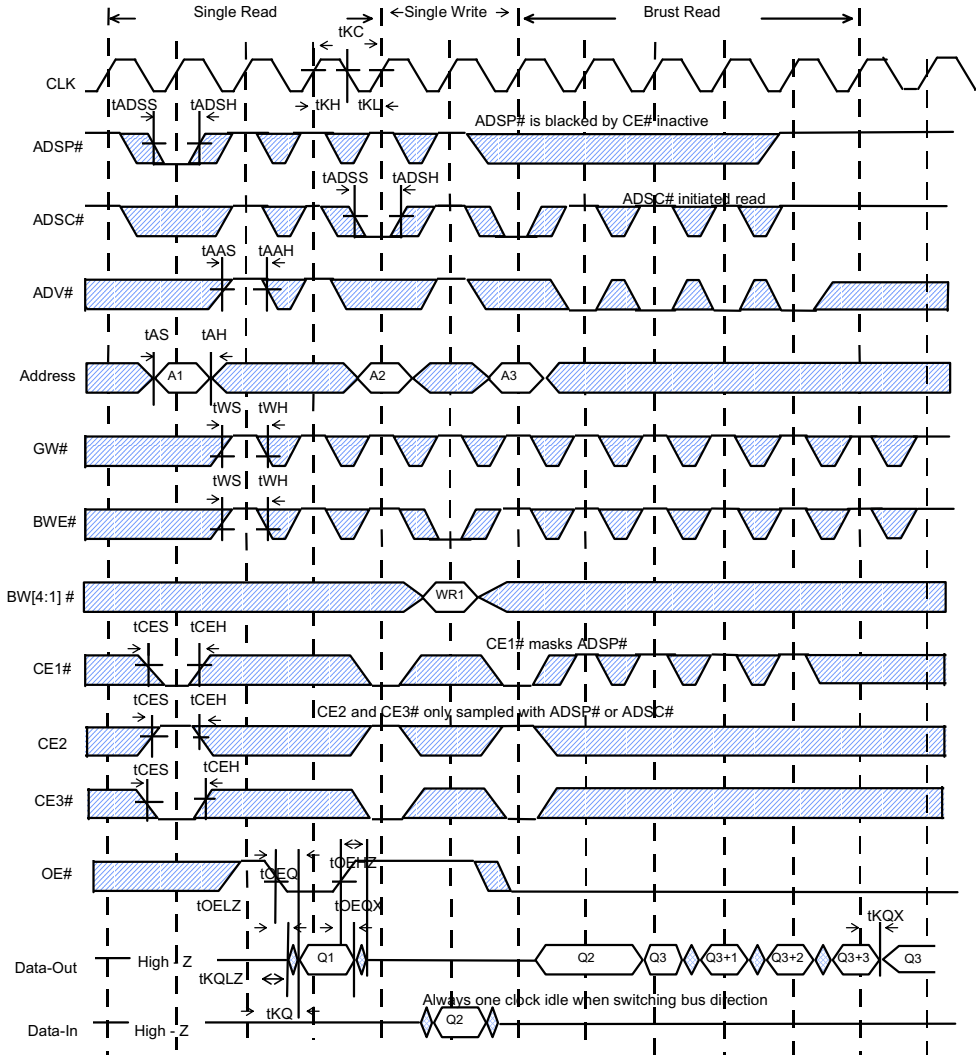 Single Read
Single Write
Brust Read
tKC
CLK
tADSS
tADSH
tKH
tKL
ADSP# is blacked by CE# inactive
ADSP#
tADSS
tADSH
ADSC# initiated read
ADSC#
tAAS
tAAH
ADV#
tAS
tAH
Address
A1
A2
A3
tWS
tWH
GW#
tWS
tWH
BWE#
BW[4:1] #
WR1
tCES
tCEH
CE1# masks ADSP#
CE1#
tCES
tCEH
CE2 and CE3# only sampled with ADSP# or ADSC#
CE2
tCES
tCEH
CE3#
tOEHZ
OE#
tOEQ
tOELZ
tOEQX
tKQX
Data-Out
High - Z
Q1
Q2
Q3
Q3+1
Q3+2
Q3+3
Q3
tKQLZ
Always one clock idle when switching bus direction
tKQ
Data-In
High - Z
Q2